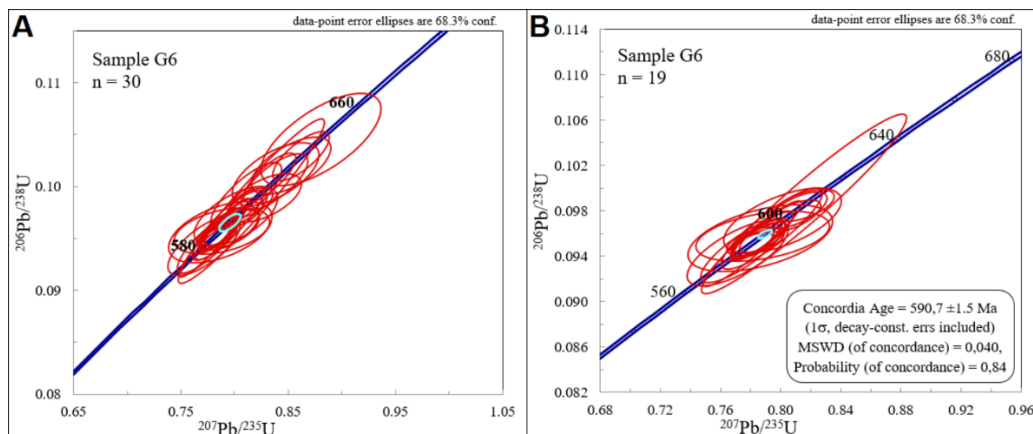 A
data-point error ellipses are 68.3% conf.
Sample G6
n = 30
660
580
0.11
0.10
0.09
0.08
206Pb/238U
0.65
0.75
0.85
0.95
1.05
207Pb/235U
B
data-point error ellipses are 68.3% conf.
Sample G6
n = 19
680
640
600
560
0.114
0.110
0.106
0.102
0.098
0.094
0.090
0.086
0.082
206Pb/238U
Concordia Age = 590,7 ±1.5 Ma
(1σ, decay-const. errs included)
MSWD (of concordance) = 0,040,
Probability (of concordance) = 0,84
0.68
0.72
0.76
0.80
0.84
0.88
0.92
0.96
207Pb/235U